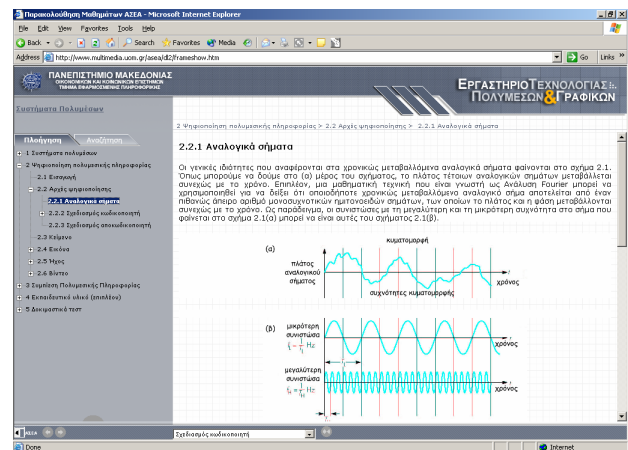 Παρακολούθηση Μαθημάτων ΑΣΕΑ - Microsoft Internet Explorer
File Edit View Favorites Tools Help
Back Search Favorites Media
Address http://www.multimedia.uom.gr/asea/dl2/frameshow.htm Go Links »
ΠΑΝΕΠΙΣΤΗΜΙΟ ΜΑΚΕΔΟΝΙΑΣ
ΟΙΚΟΝΟΜΙΚΩΝ ΚΑΙ ΚΟΙΝΩΝΙΚΩΝ ΕΠΙΣΤΗΜΩΝ
ΤΜΗΜΑ ΕΦΑΡΜΟΣΜΕΝΗΣ ΠΛΗΡΟΦΟΡΙΚΗΣ
ΕΡΓΑΣΤΗΡΙΟ ΤΕΧΝΟΛΟΓΙΑΣ
ΠΟΛΥΜΕΣΩΝ & ΓΡΑΦΙΚΩΝ
Συστήματα Πολυμέσων
2 Ψηφιοποίηση πολυμεσικής πληροφορίας > 2.2 Αρχές ψηφιοποίησης > 2.2.1 Αναλογικά σήματα
Πλοήγηση Αναζήτηση
1 Συστήματα πολυμέσων
2 Ψηφιοποίηση πολυμεσικής πληροφορίας
2.1 Εισαγωγή
2.2 Αρχές ψηφιοποίησης
2.2.1 Αναλογικά σήματα
2.2.2 Σχεδιασμός κωδικοποιητή
2.2.3 Σχεδιασμός αποκωδικοποιητή
2.3 Κείμενο
2.4 Εικόνα
2.5 Ήχος
2.6 Βίντεο
3 Συμπίεση Πολυμεσικής Πληροφορίας
4 Εκπαιδευτικό υλικό (επιπλέον)
5 Δοκιμαστικά τεστ
2.2.1 Αναλογικά σήματα
Οι γενικές ιδιότητες που αναφέρονται στα χρονικώς μεταβαλλόμενα αναλογικά σήματα φαίνονται στο σχήμα 2.1.
Όπως μπορούμε να δούμε στο (α) μέρος του σχήματος, το πλάτος τέτοιων αναλογικών σημάτων μεταβάλλεται
συνεχώς με το χρόνο. Επιπλέον, μια μαθηματική τεχνική που είναι γνωστή ως Ανάλυση Fourier μπορεί να
χρησιμοποιηθεί για να δείξει ότι οποιοδήποτε χρονικώς μεταβαλλόμενο αναλογικό σήμα αποτελείται από έναν
πιθανώς άπειρο αριθμό μονοσυχνοτικών ημιτονοειδών σημάτων, των οποίων το πλάτος και η φάση μεταβάλλονται
συνεχώς με το χρόνο. Ως παράδειγμα, οι συνιστώσες με τη μεγαλύτερη και τη μικρότερη συχνότητα στο σήμα που
φαίνεται στο σχήμα 2.1(α) μπορεί να είναι αυτές του σχήματος 2.1(β).
(α)
κυματομορφή
πλάτος
αναλογικού
σήματος
t
χρόνος
συχνότητες κυματομορφής
(β)
μικρότερη
συνιστώσα
χρόνος
μεγαλύτερη
συνιστώσα
t
χρόνος
ΑΣΕΑ
Σχεδιασμός κωδικοποιητή
Done Internet